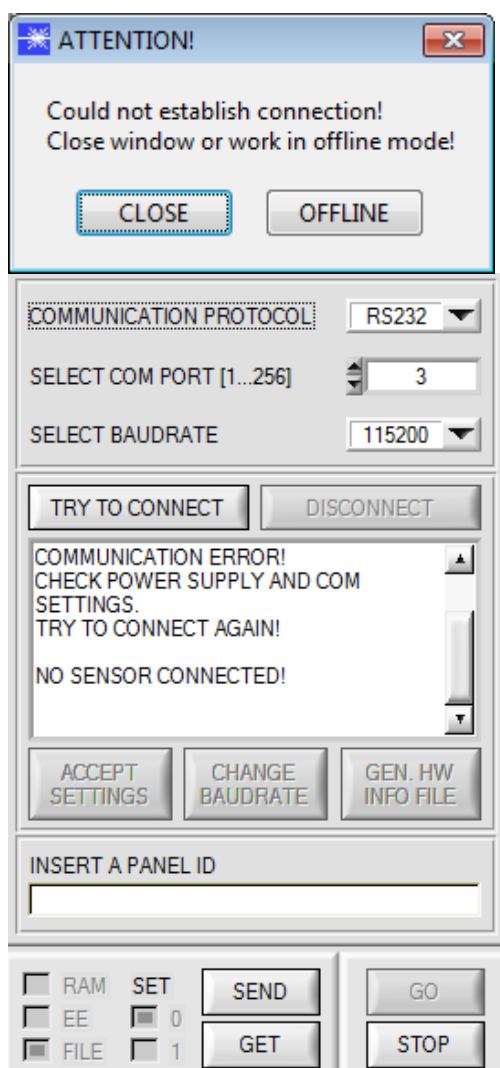 ATTENTION!
Could not establish connection!
Close window or work in offline mode!
CLOSE OFFLINE
COMMUNICATION PROTOCOL RS232
SELECT COM PORT [1...256] 3
SELECT BAUDRATE 115200
TRY TO CONNECT DISCONNECT
COMMUNICATION ERROR!
CHECK POWER SUPPLY AND COM
SETTINGS.
TRY TO CONNECT AGAIN!
NO SENSOR CONNECTED!
ACCEPT SETTINGS
CHANGE BAUDRATE
GEN. HW INFO FILE
INSERT A PANEL ID
RAM SET SEND GO
EE 0
FILE 1 GET STOP